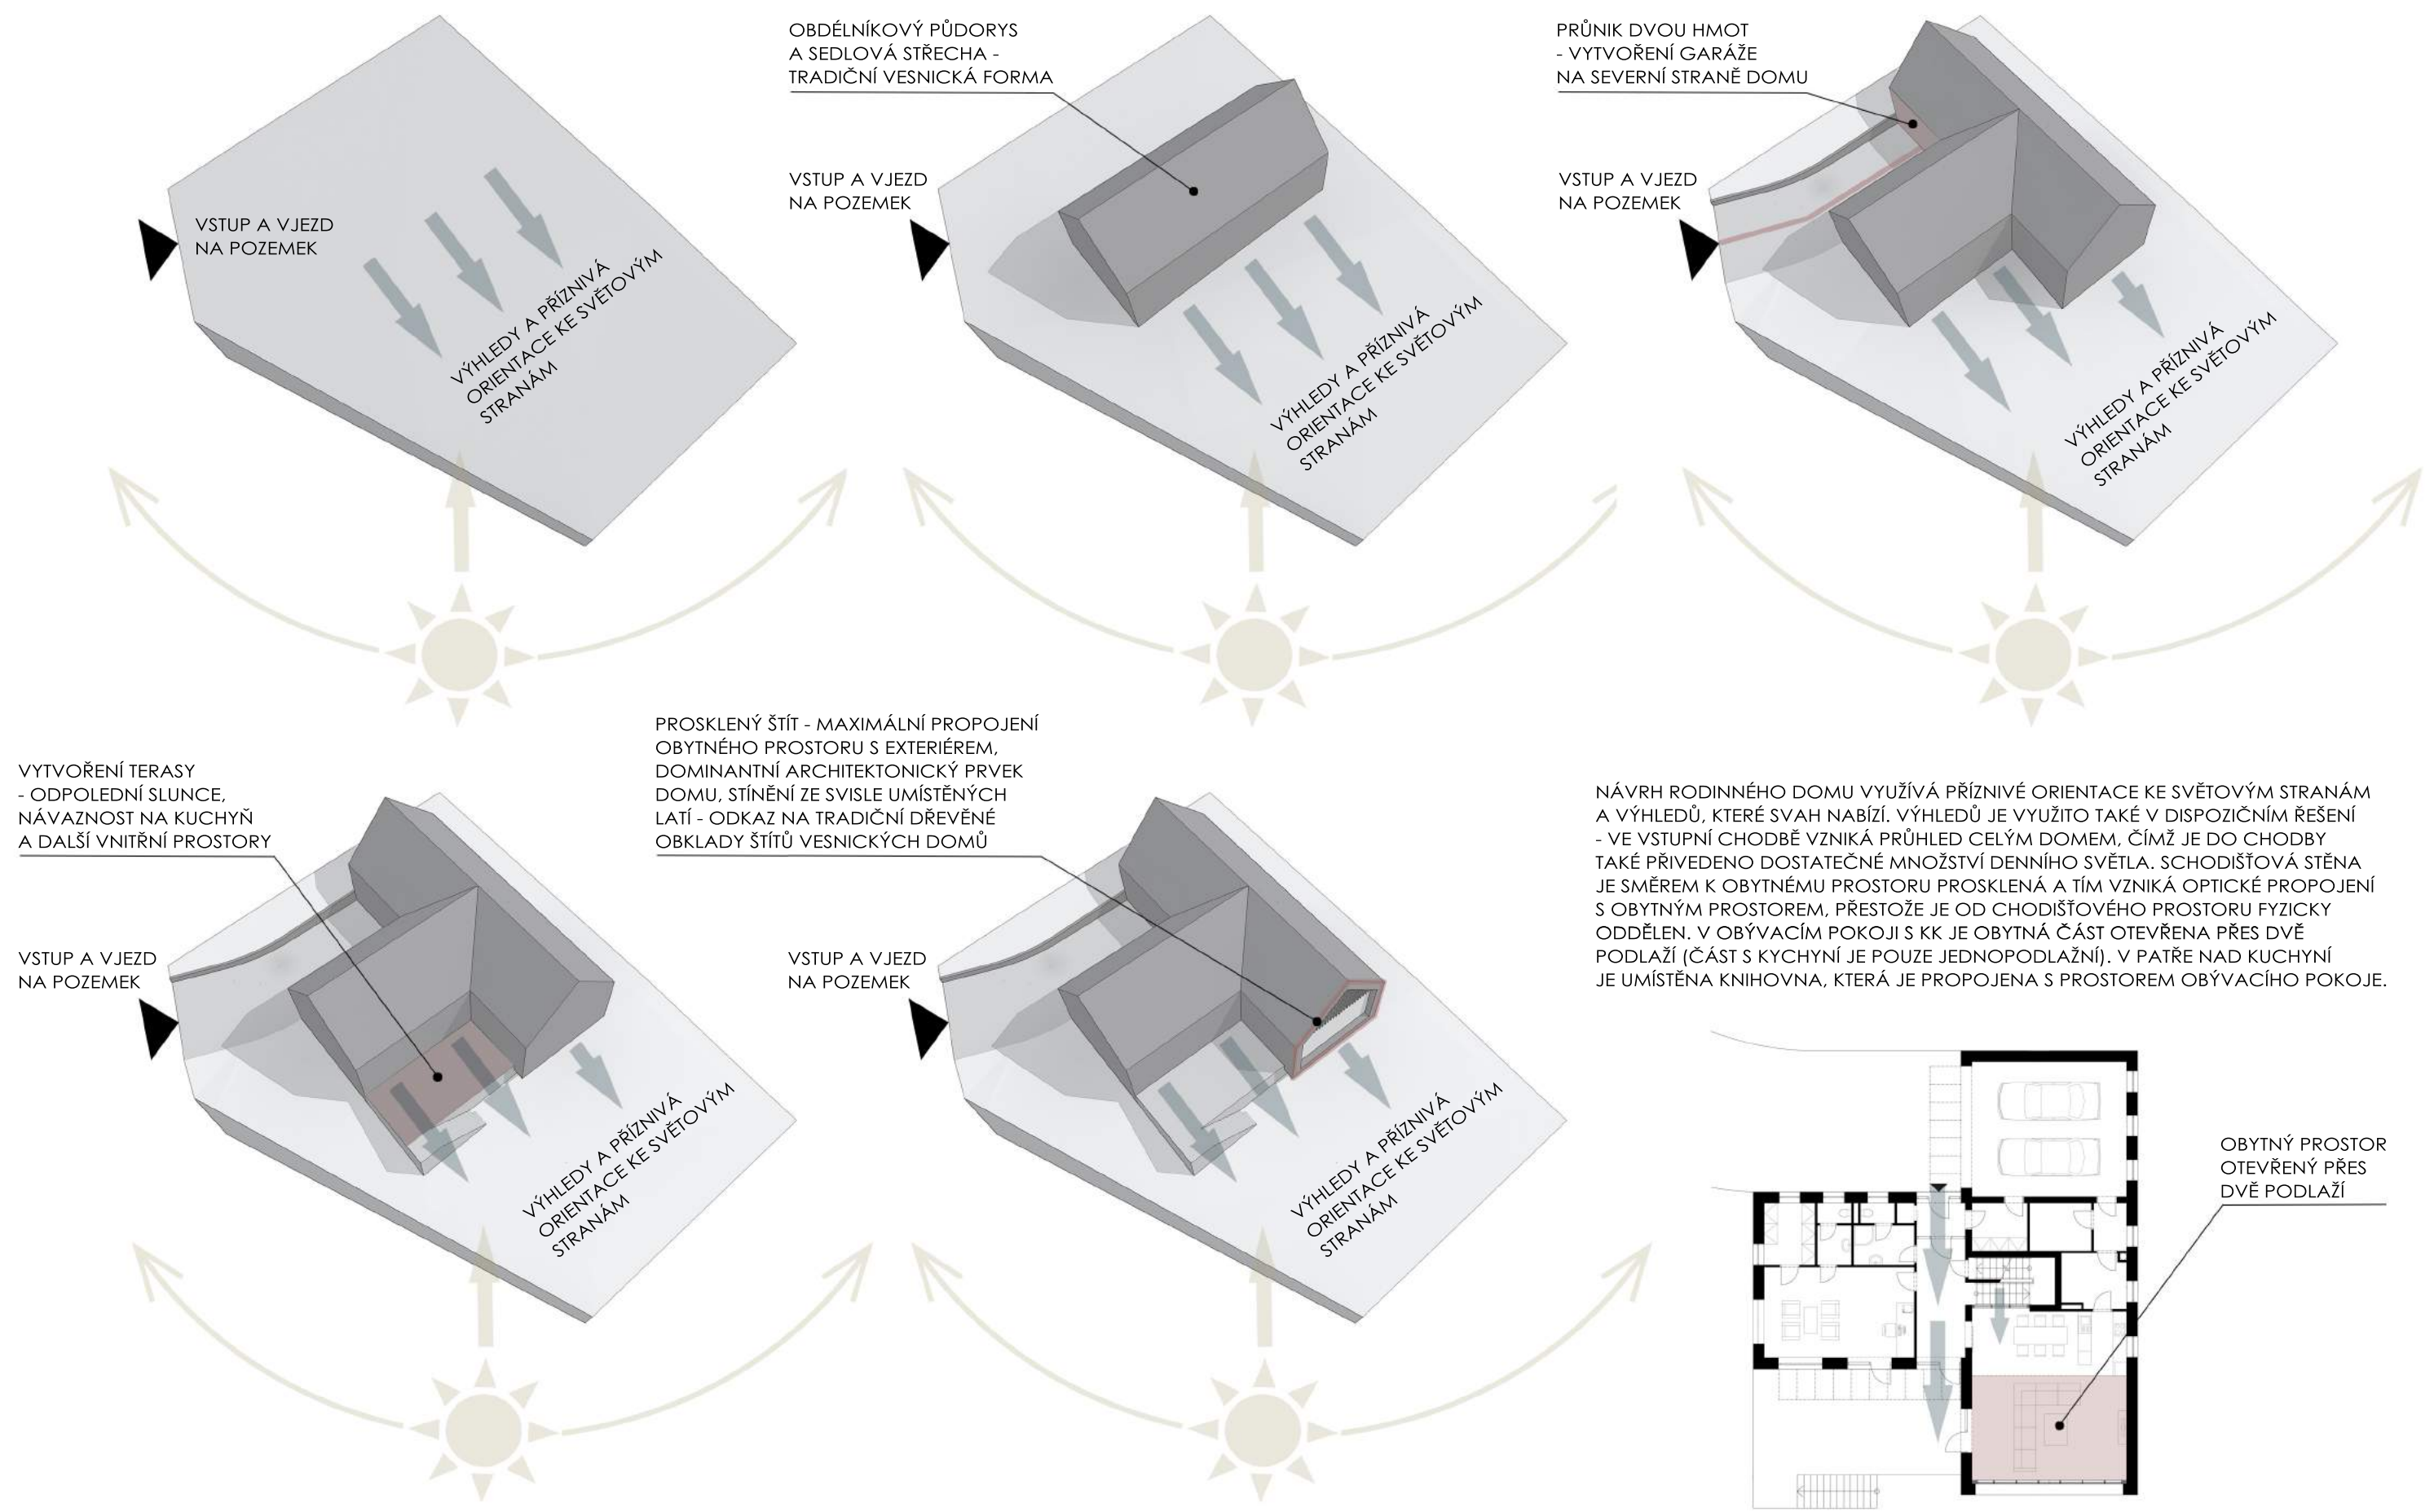 VSTUP A VJEZD
NA POZEMEK
VÝHLEDY A PŘÍZNIVÁ
ORIENTACE KE SVĚTOVÝM
STRANÁM
OBDÉLNÍKOVÝ PŮDORYS
A SEDLOVÁ STŘECHA -
TRADIČNÍ VESNICKÁ FORMA
VSTUP A VJEZD
NA POZEMEK
VÝHLEDY A PŘÍZNIVÁ
ORIENTACE KE SVĚTOVÝM
STRANÁM
PRŮNIK DVOU HMOT
- VYTVOŘENÍ GARÁŽE
NA SEVERNÍ STRANĚ DOMU
VSTUP A VJEZD
NA POZEMEK
VÝHLEDY A PŘÍZNIVÁ
ORIENTACE KE SVĚTOVÝM
STRANÁM
VYTVOŘENÍ TERASY
- ODPOLEDNÍ SLUNCE,
NÁVAZNOST NA KUCHYŇ
A DALŠÍ VNITŘNÍ PROSTORY
VSTUP A VJEZD
NA POZEMEK
VÝHLEDY A PŘÍZNIVÁ
ORIENTACE KE SVĚTOVÝM
STRANÁM
PROSKLENÝ ŠTÍT - MAXIMÁLNÍ PROPOJENÍ
OBYTNÉHO PROSTORU S EXTERIÉREM,
DOMINANTNÍ ARCHITEKTONICKÝ PRVEK
DOMU, STÍNĚNÍ ZE SVISLE UMÍSTĚNÝCH
LATÍ - ODKAZ NA TRADIČNÍ DŘEVĚNÉ
OBKLADY ŠTÍTŮ VESNICKÝCH DOMŮ
VSTUP A VJEZD
NA POZEMEK
VÝHLEDY A PŘÍZNIVÁ
ORIENTACE KE SVĚTOVÝM
STRANÁM
NÁVRH RODINNÉHO DOMU VYUŽÍVÁ PŘÍZNIVÉ ORIENTACE KE SVĚTOVÝM STRANÁM
A VÝHLEDŮ, KTERÉ SVAH NABÍZÍ. VÝHLEDŮ JE VYUŽITO TAKÉ V DISPOZIČNÍM ŘEŠENÍ
- VE VSTUPNÍ CHODBĚ VZNIKÁ PRŮHLED CELÝM DOMEM, ČÍMŽ JE DO CHODBY
TAKÉ PŘIVEDENO DOSTATEČNÉ MNOŽSTVÍ DENNÍHO SVĚTLA. SCHODIŠŤOVÁ STĚNA
JE SMĚREM K OBYTNÉMU PROSTORU PROSKLENÁ A TÍM VZNIKÁ OPTICKÉ PROPOJENÍ
S OBYTNÝM PROSTOREM, PŘESTOŽE JE OD CHODIŠŤOVÉHO PROSTORU FYZICKY
ODDĚLEN. V OBÝVACÍM POKOJI S KK JE OBYTNÁ ČÁST OTEVŘENA PŘES DVĚ
PODLAŽÍ (ČÁST S KYCHYNÍ JE POUZE JEDNOPODLAŽNÍ). V PATŘE NAD KUCHYNÍ
JE UMÍSTĚNA KNIHOVNA, KTERÁ JE PROPOJENA S PROSTOREM OBÝVACÍHO POKOJE.
OBYTNÝ PROSTOR
OTEVŘENÝ PŘES
DVĚ PODLAŽÍ